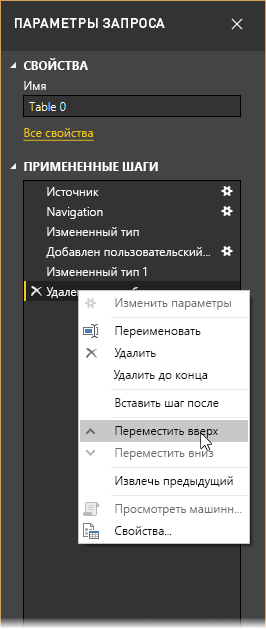 ПАРАМЕТРЫ ЗАПРОСА
СВОЙСТВА
Имя
Table 0
Все свойства
ПРИМЕНЕННЫЕ ШАГИ
Источник
Navigation
Измененный тип
Добавлен пользовательский...
Измененный тип 1
Изменить параметры
Переименовать
Удалить
Удалить до конца
Вставить шаг после
Переместить вверх
Переместить вниз
Извлечь предыдущий
Просмотреть машинн...
Свойства...